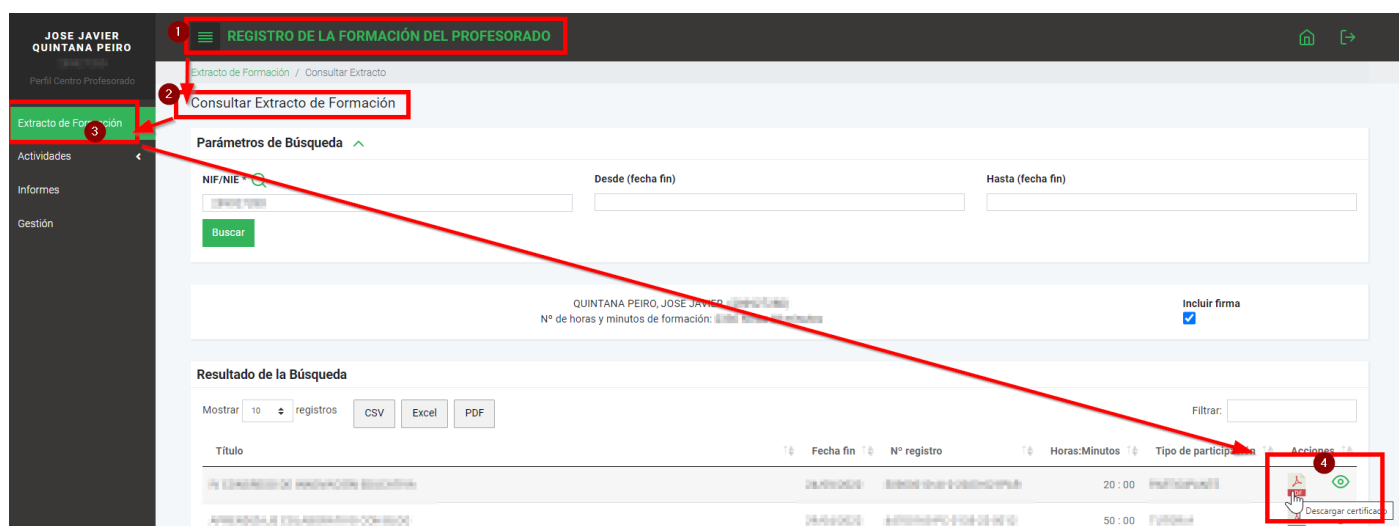 JOSE JAVIER
QUINTANA PEIRO
Perfil Centro Profesorado
1
REGISTRO DE LA FORMACIÓN DEL PROFESORADO
Extracto de Formación / Consultar Extracto
2
Consultar Extracto de Formación
Extracto de Formación
3
Actividades
Informes
Gestión
Parámetros de Búsqueda
NIF/NIE *
Desde (fecha fin)
Hasta (fecha fin)
Buscar
QUINTANA PEIRO, JOSE JAVIER
Nº de horas y minutos de formación:
Incluir firma
Resultado de la Búsqueda
Mostrar 10 registros CSV Excel PDF
Filtrar:
Título Fecha fin Nº registro Horas:Minutos Tipo de participación Acciones
4
20 : 00
PDF
Descargar certificado
50 : 00